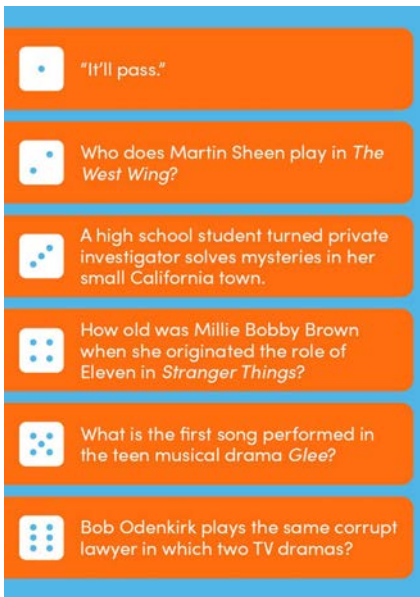 “It’ll pass.”
Who does Martin Sheen play in The
West Wing?
A high school student turned private
investigator solves mysteries in her
small California town.
How old was Millie Bobby Brown
when she originated the role of
Eleven in Stranger Things?
What is the first song performed in
the teen musical drama Glee?
Bob Odenkirk plays the same corrupt
lawyer in which two TV dramas?